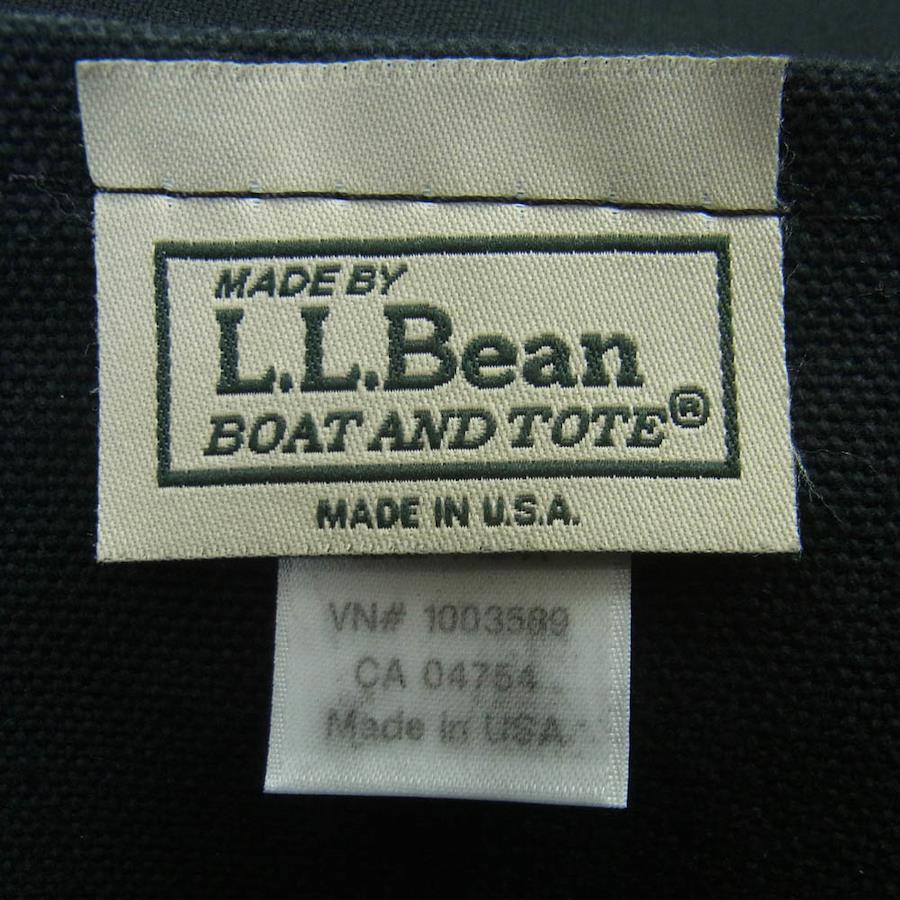 MADE BY
L.L.Bean
BOAT AND TOTE®
MADE IN U.S.A.
VN# 1003589
CA 04754
Made in USA